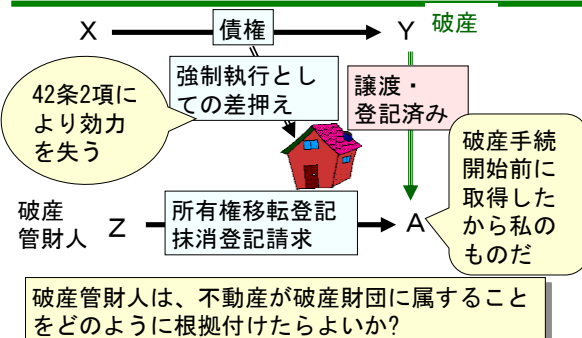 X
債権
Y
破産
42条2項に
より効力
を失う
強制執行とし
ての差押え
譲渡・
登記済み
破産手続
開始前に
取得した
から私の
ものだ
破産
管財人
Z
所有権移転登記
抹消登記請求
A
破産管財人は、不動産が破産財団に属すること
をどのように根拠付けたらよいか?